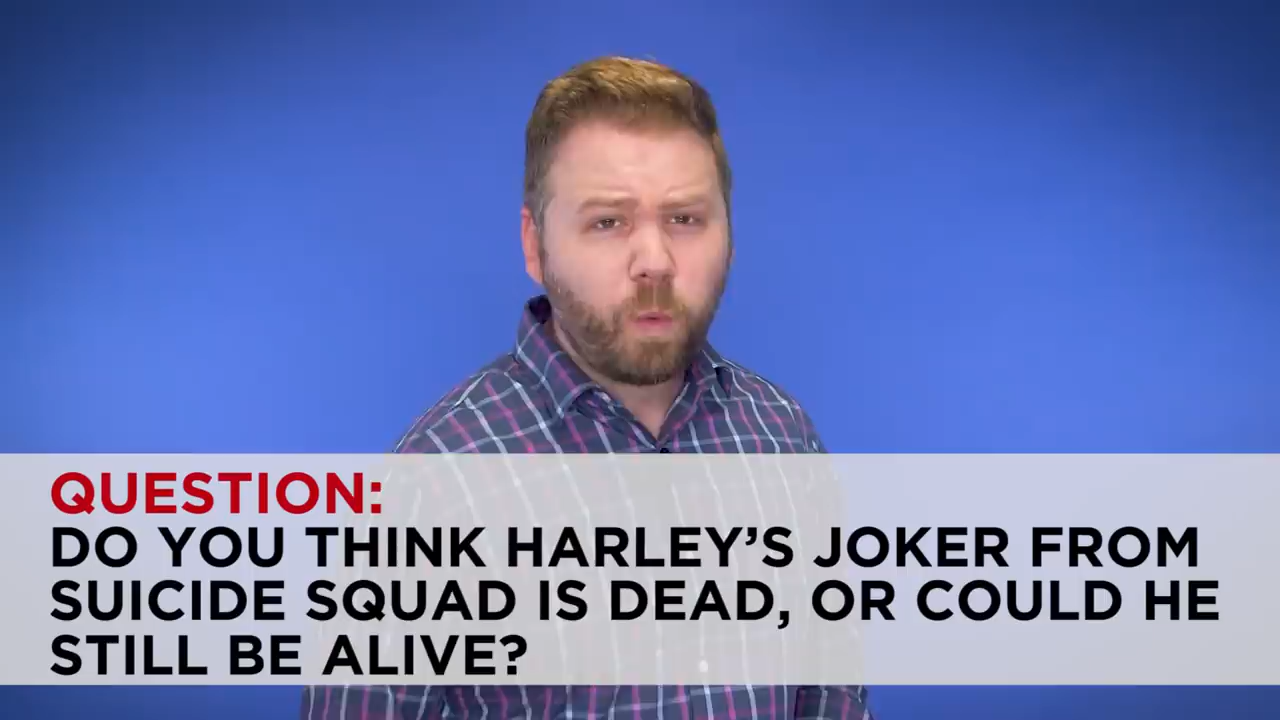 QUESTION:
DO YOU THINK HARLEY’S JOKER FROM
SUICIDE SQUAD IS DEAD, OR COULD HE
STILL BE ALIVE?